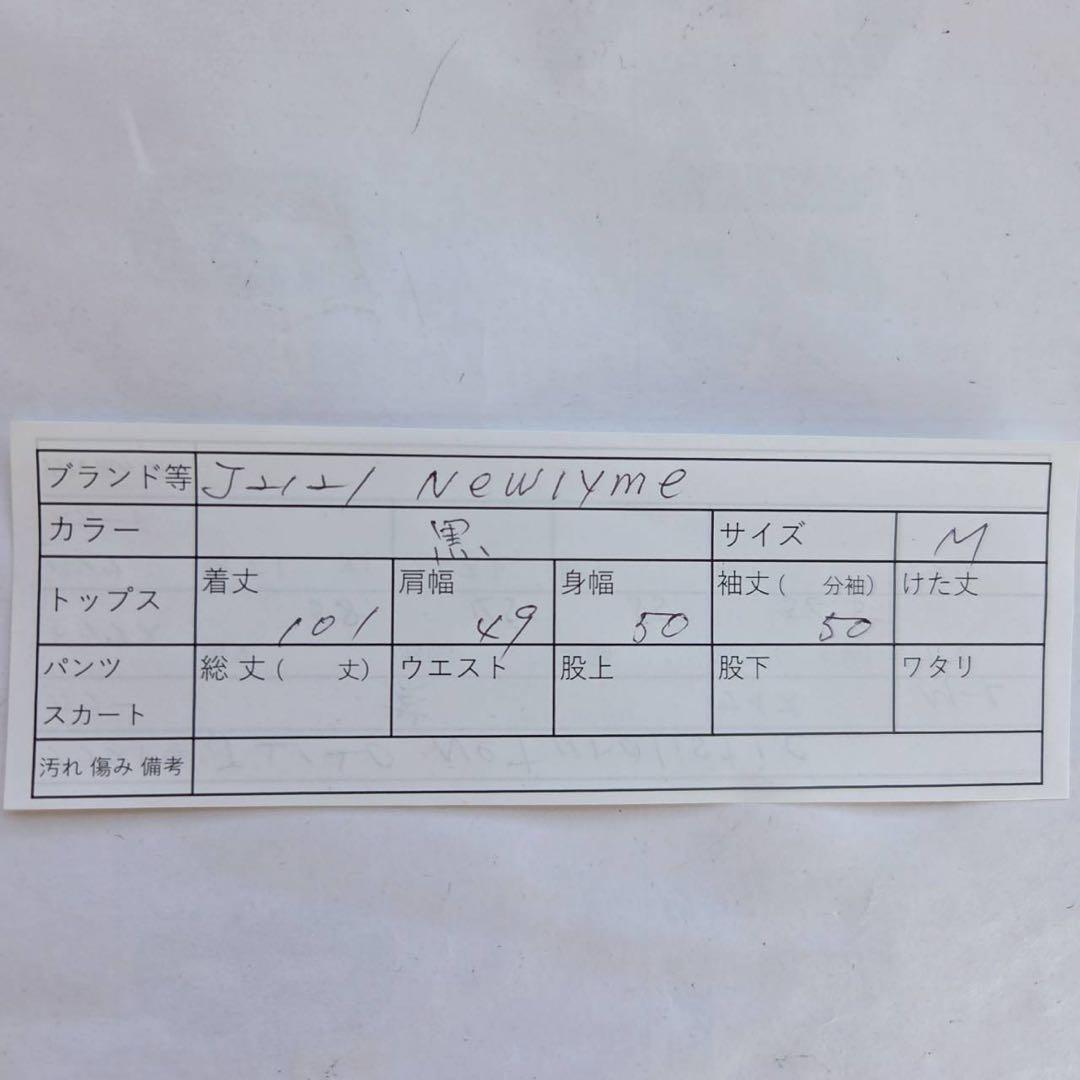 ブランド等 Newlyme
カラー 黒 サイズ M
トップス 着丈 101 肩幅 49 身幅 50 袖丈( 分袖) 50 けた丈
パンツ スカート 総丈( 丈) ウエスト 股上 股下 ワタリ
汚れ 傷み 備考